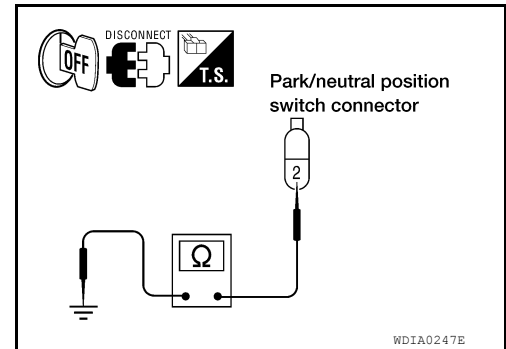 OFF
DISCONNECT
T.S.
Park/neutral position
switch connector
2
Ω
WDIA0247E